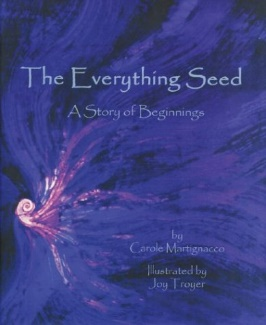 The Everything Seed
A Story of Beginnings
by
Carole Martignacco
Illustrated by
Joy Troyer